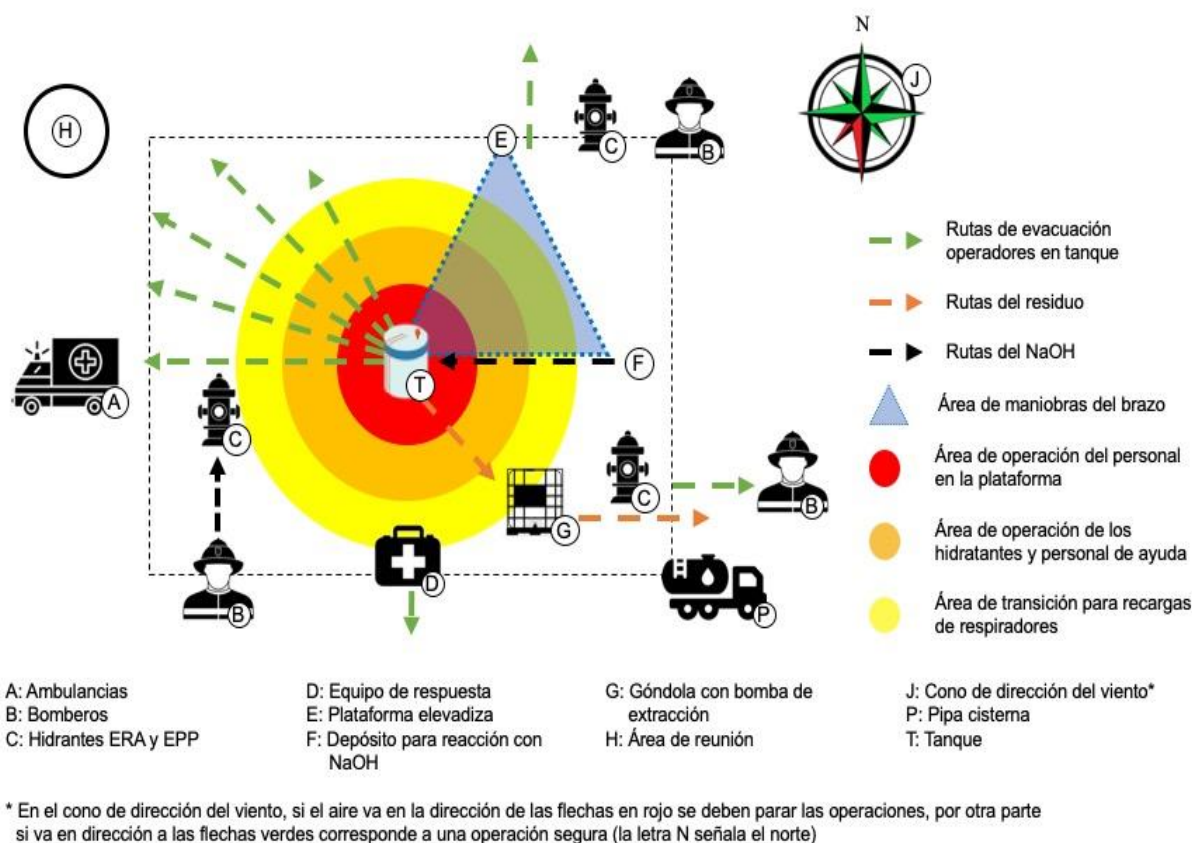 N
J
H
E
C
B
Rutas de evacuación
operadores en tanque
Rutas del residuo
Rutas del NaOH
F
T
A
C
Área de maniobras del brazo
Área de operación del personal
en la plataforma
C
B
G
Área de operación de los
hidratantes y personal de ayuda
D
B
P
Área de transición para recargas
de respiradores
A: Ambulancias
B: Bomberos
C: Hidrantes ERA y EPP
D: Equipo de respuesta
E: Plataforma elevadiza
F: Depósito para reacción con
NaOH
G: Góndola con bomba de
extracción
H: Área de reunión
J: Cono de dirección del viento*
P: Pipa cisterna
T: Tanque
* En el cono de dirección del viento, si el aire va en la dirección de las flechas en rojo se deben parar las operaciones, por otra parte
si va en dirección a las flechas verdes corresponde a una operación segura (la letra N señala el norte)